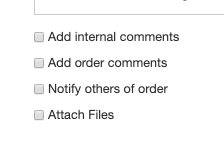 Add internal comments
Add order comments
Notify others of order
Attach Files